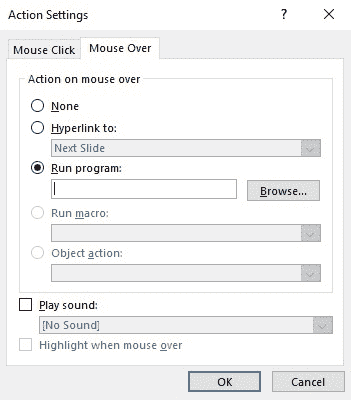 Action Settings ?
Mouse Click Mouse Over
Action on mouse over
None
Hyperlink to:
Next Slide
Run program:
Browse...
Run macro:
Object action:
Play sound:
[No Sound]
Highlight when mouse over
OK Cancel